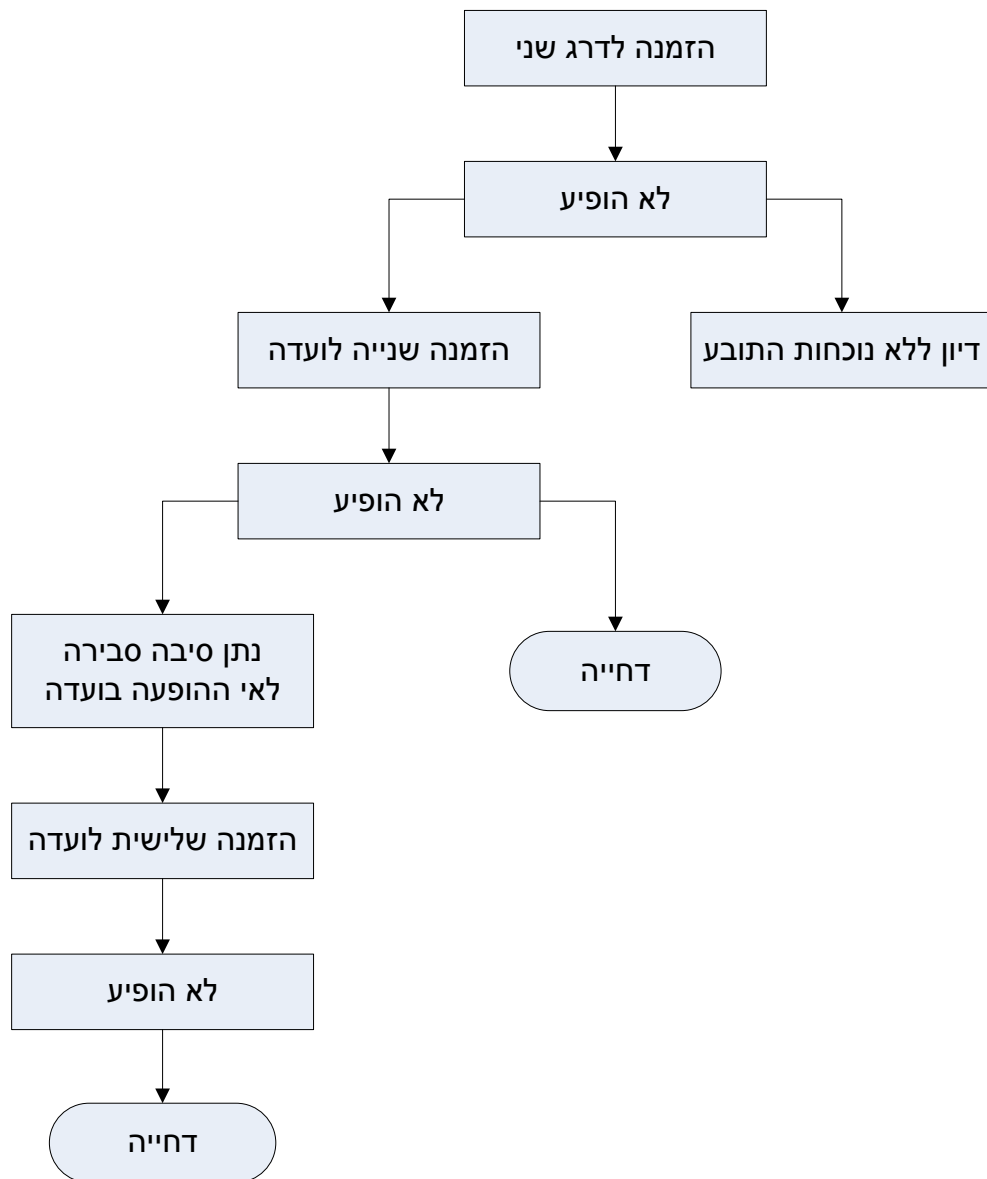 הזמנה לדרג שני
לא הופיע
דיון ללא נוכחות התובע
הזמנה שנייה לועדה
לא הופיע
נתן סיבה סבירה
לאי ההופעה בועדה
דחייה
הזמנה שלישית לועדה
לא הופיע
דחייה